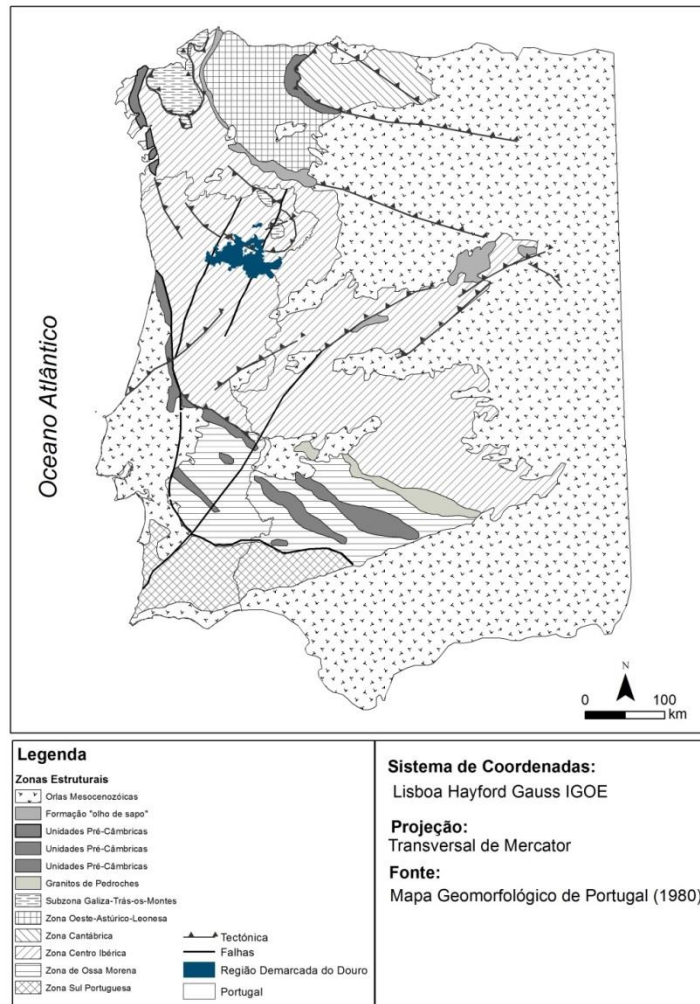 Oceano Atlântico
N
0 100
km
Legenda
Zonas Estruturais
Orlas Mesocenozóicas
Formação "olho de sapo"
Unidades Pré-Câmbricas
Unidades Pré-Câmbricas
Unidades Pré-Câmbricas
Granitos de Pedroches
Subzona Galiza-Trás-os-Montes
Zona Oeste-Astúrico-Leonesa
Zona Cantábrica
Zona Centro Ibérica
Zona de Ossa Morena
Zona Sul Portuguesa
Tectónica
Falhas
Região Demarcada do Douro
Portugal
Sistema de Coordenadas:
Lisboa Hayford Gauss IGOE
Projeção:
Transversal de Mercator
Fonte:
Mapa Geomorfológico de Portugal (1980)